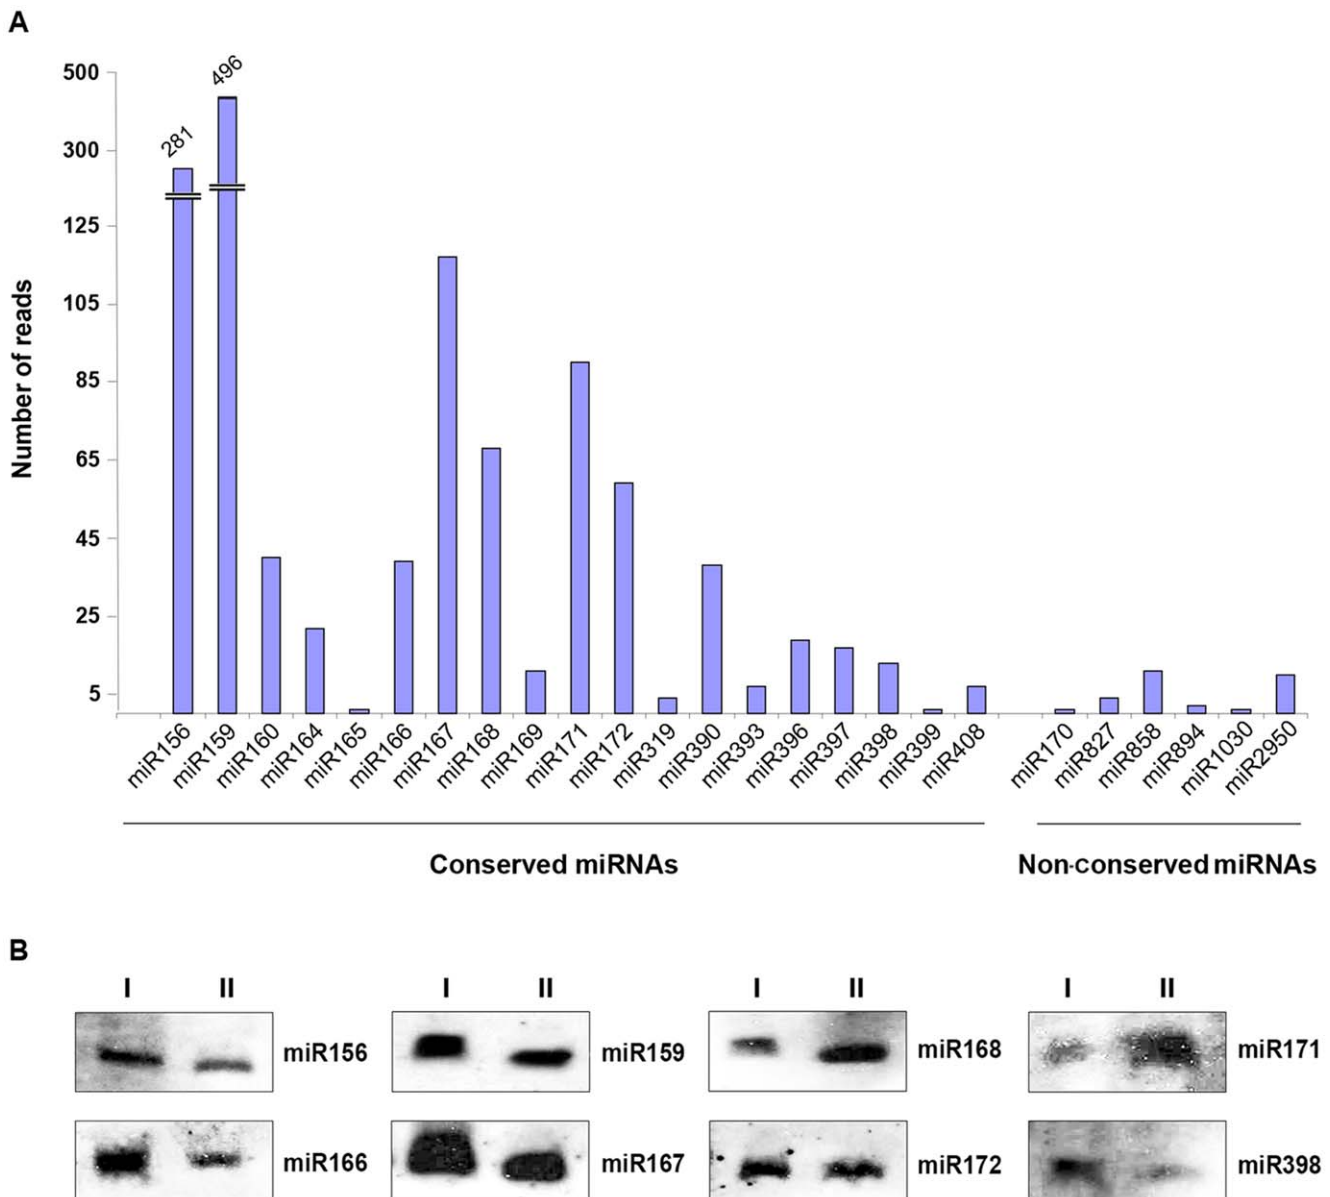 A
500
300
125
105
85
65
45
25
5
Number of reads
281
496
miR156
miR159
miR160
miR164
miR165
miR166
miR167
miR168
miR169
miR171
miR172
miR319
miR390
miR393
miR396
miR397
miR398
miR399
miR408
miR170
miR827
miR858
miR894
miR1030
miR2950
Conserved miRNAs
Non-conserved miRNAs
B
I II I II I II I II
miR156 miR159 miR168 miR171
miR166 miR167 miR172 miR398